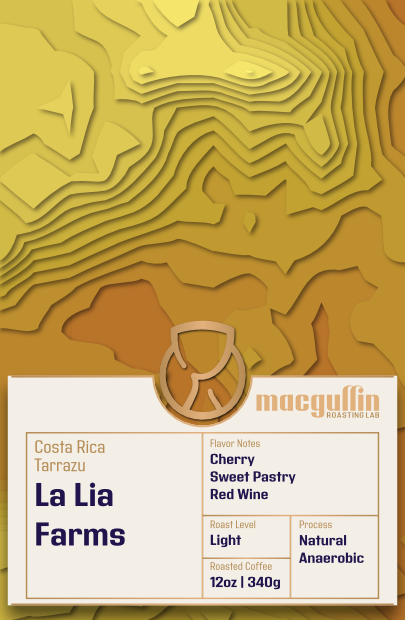 macguffin
ROASTING LAB
Costa Rica
Tarrazu
La Lia
Farms
Flavor Notes
Cherry
Sweet Pastry
Red Wine
Roast Level
Light
Roasted Coffee
12oz | 340g
Process
Natural
Anaerobic